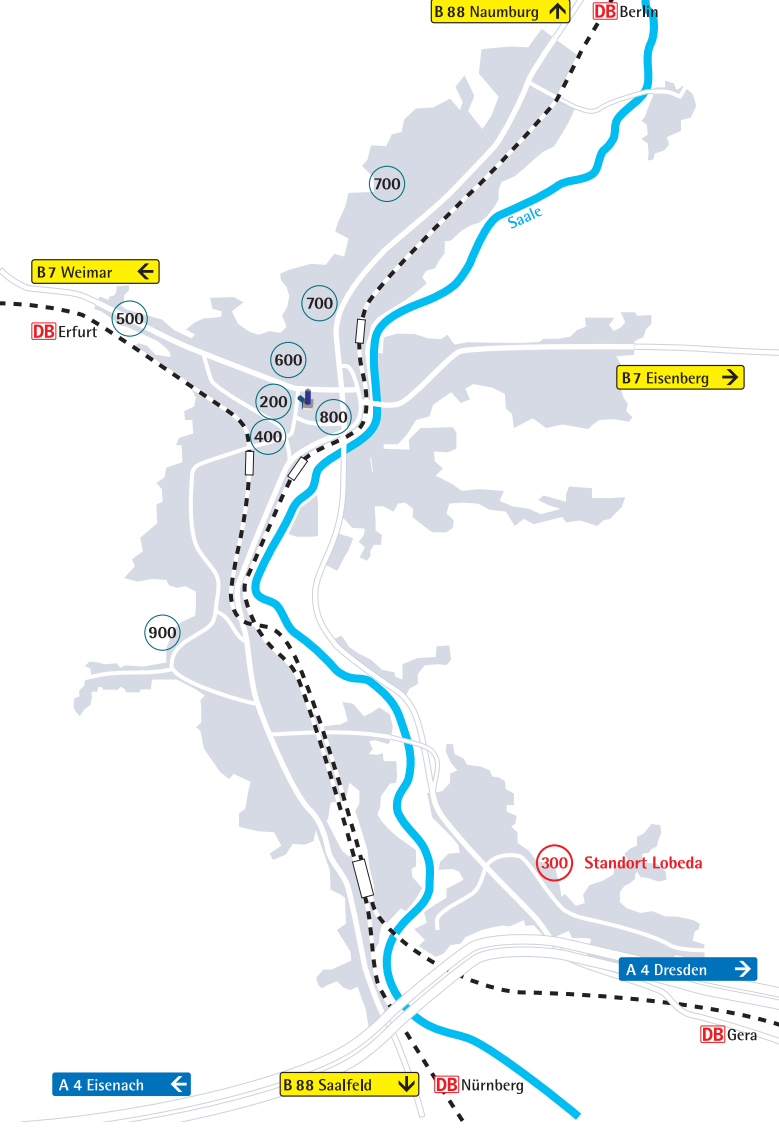 B 88 Naumburg ↑
DB Berlin
700
Saale
B 7 Weimar ←
700
500
DB Erfurt
600
B 7 Eisenberg →
200
800
400
900
300 Standort Lobeda
A 4 Dresden →
DB Gera
A 4 Eisenach ←
B 88 Saalfeld ↓
DB Nürnberg